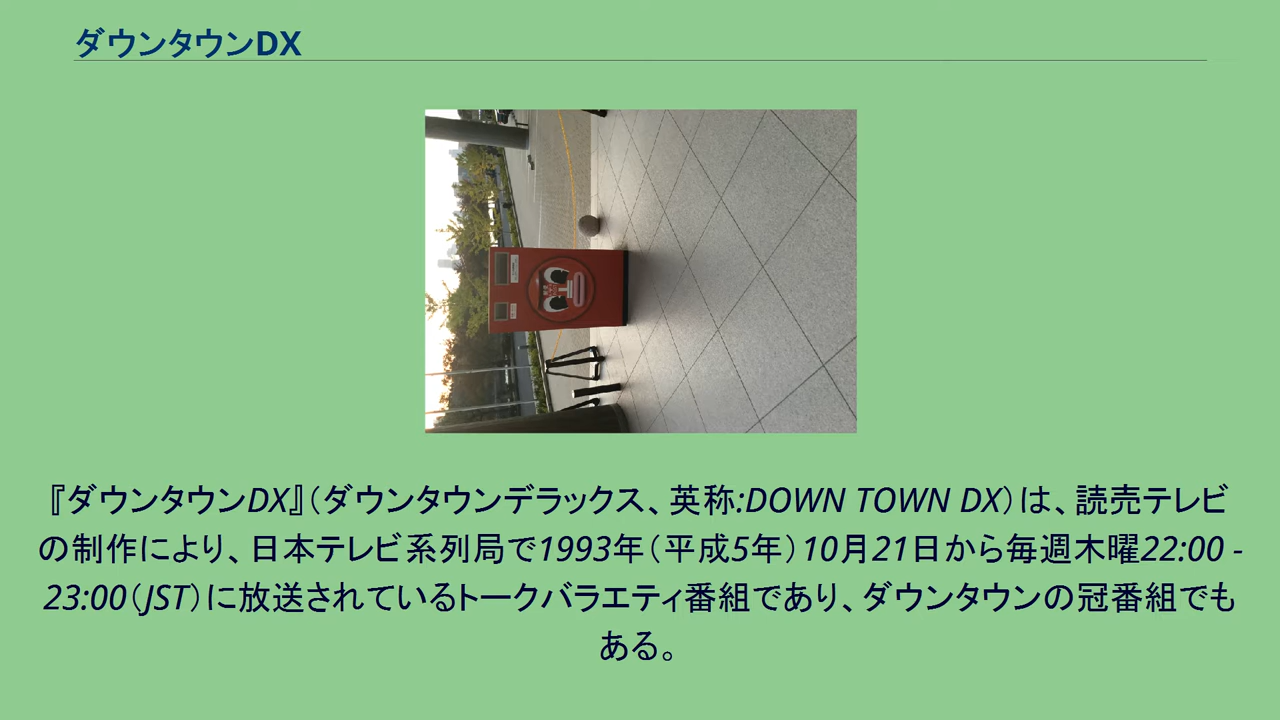 ダウンタウンDX
『ダウンタウンDX』（ダウンタウンデラックス、英称:DOWN TOWN DX）は、読売テレビ
の制作により、日本テレビ系列局で1993年（平成5年）10月21日から毎週木曜22:00 -
23:00（JST）に放送されているトークバラエティ番組であり、ダウンタウンの冠番組でも
ある。